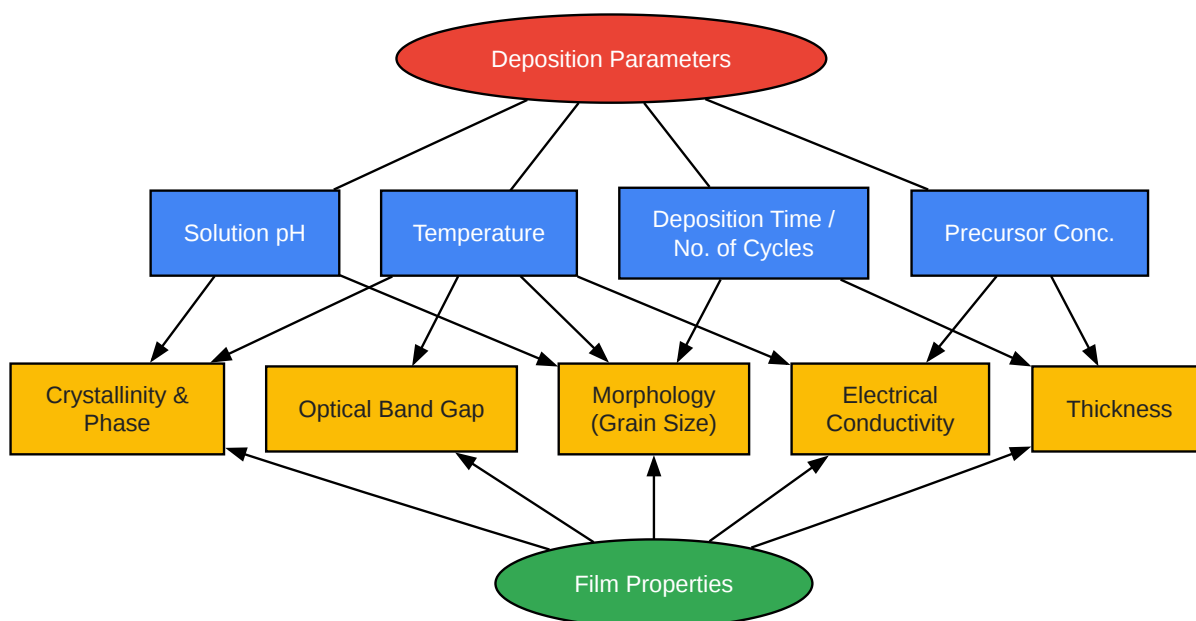 Deposition Parameters
Solution pH
Temperature
Deposition Time /
No. of Cycles
Precursor Conc.
Crystallinity &
Phase
Optical Band Gap
Morphology
(Grain Size)
Electrical
Conductivity
Thickness
Film Properties